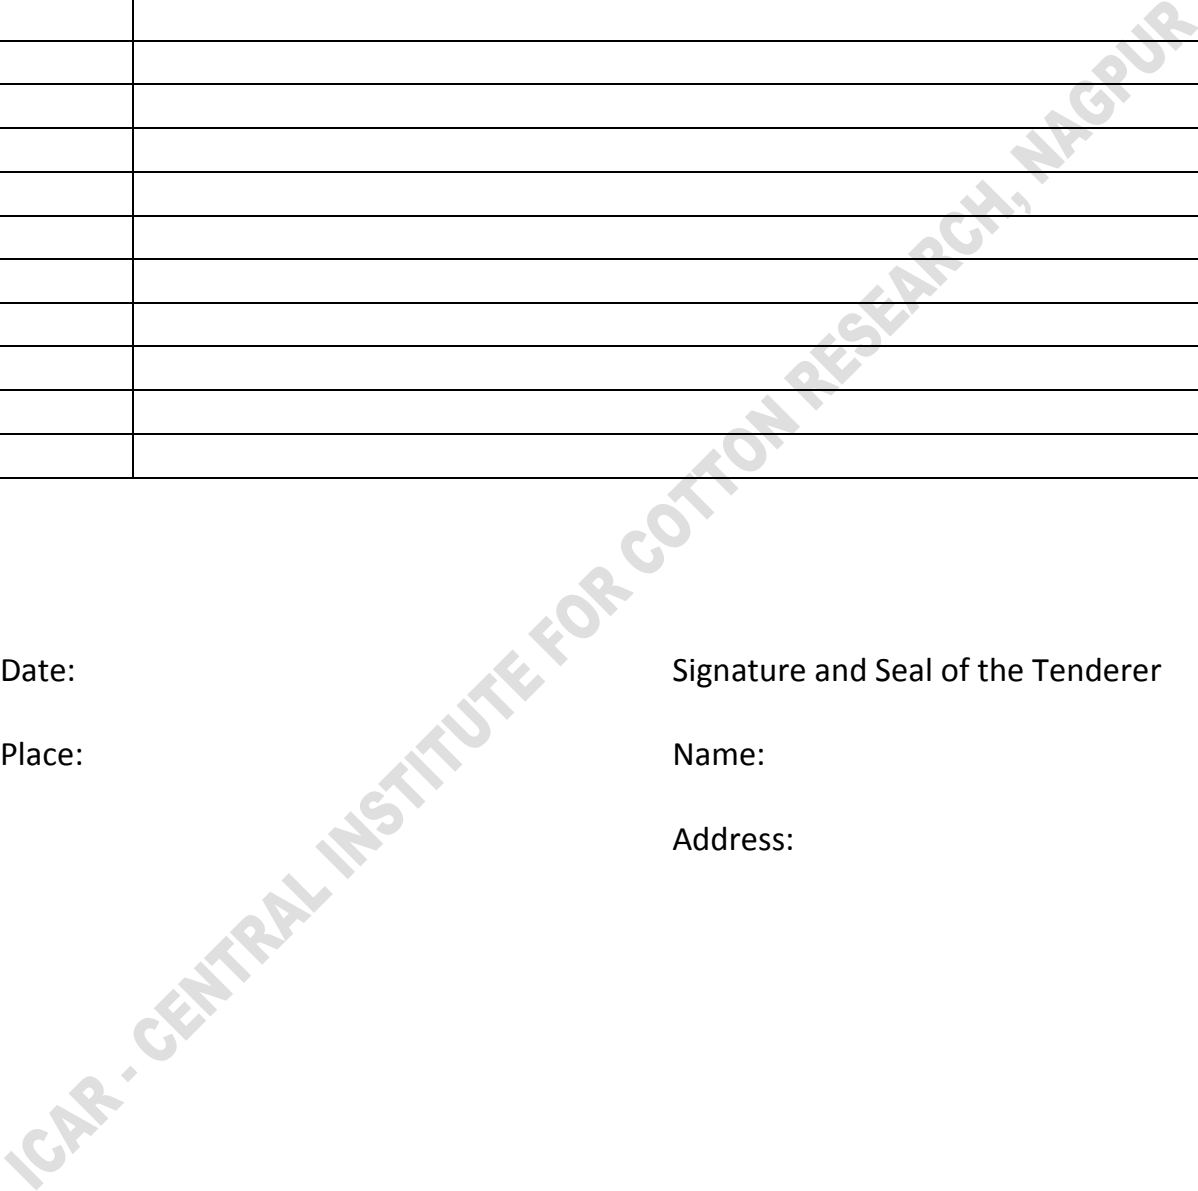 Date:
Signature and Seal of the Tenderer
Place:
Name:
Address:
ICAR - CENTRAL INSTITUTE FOR COTTON RESEARCH, NAGPUR